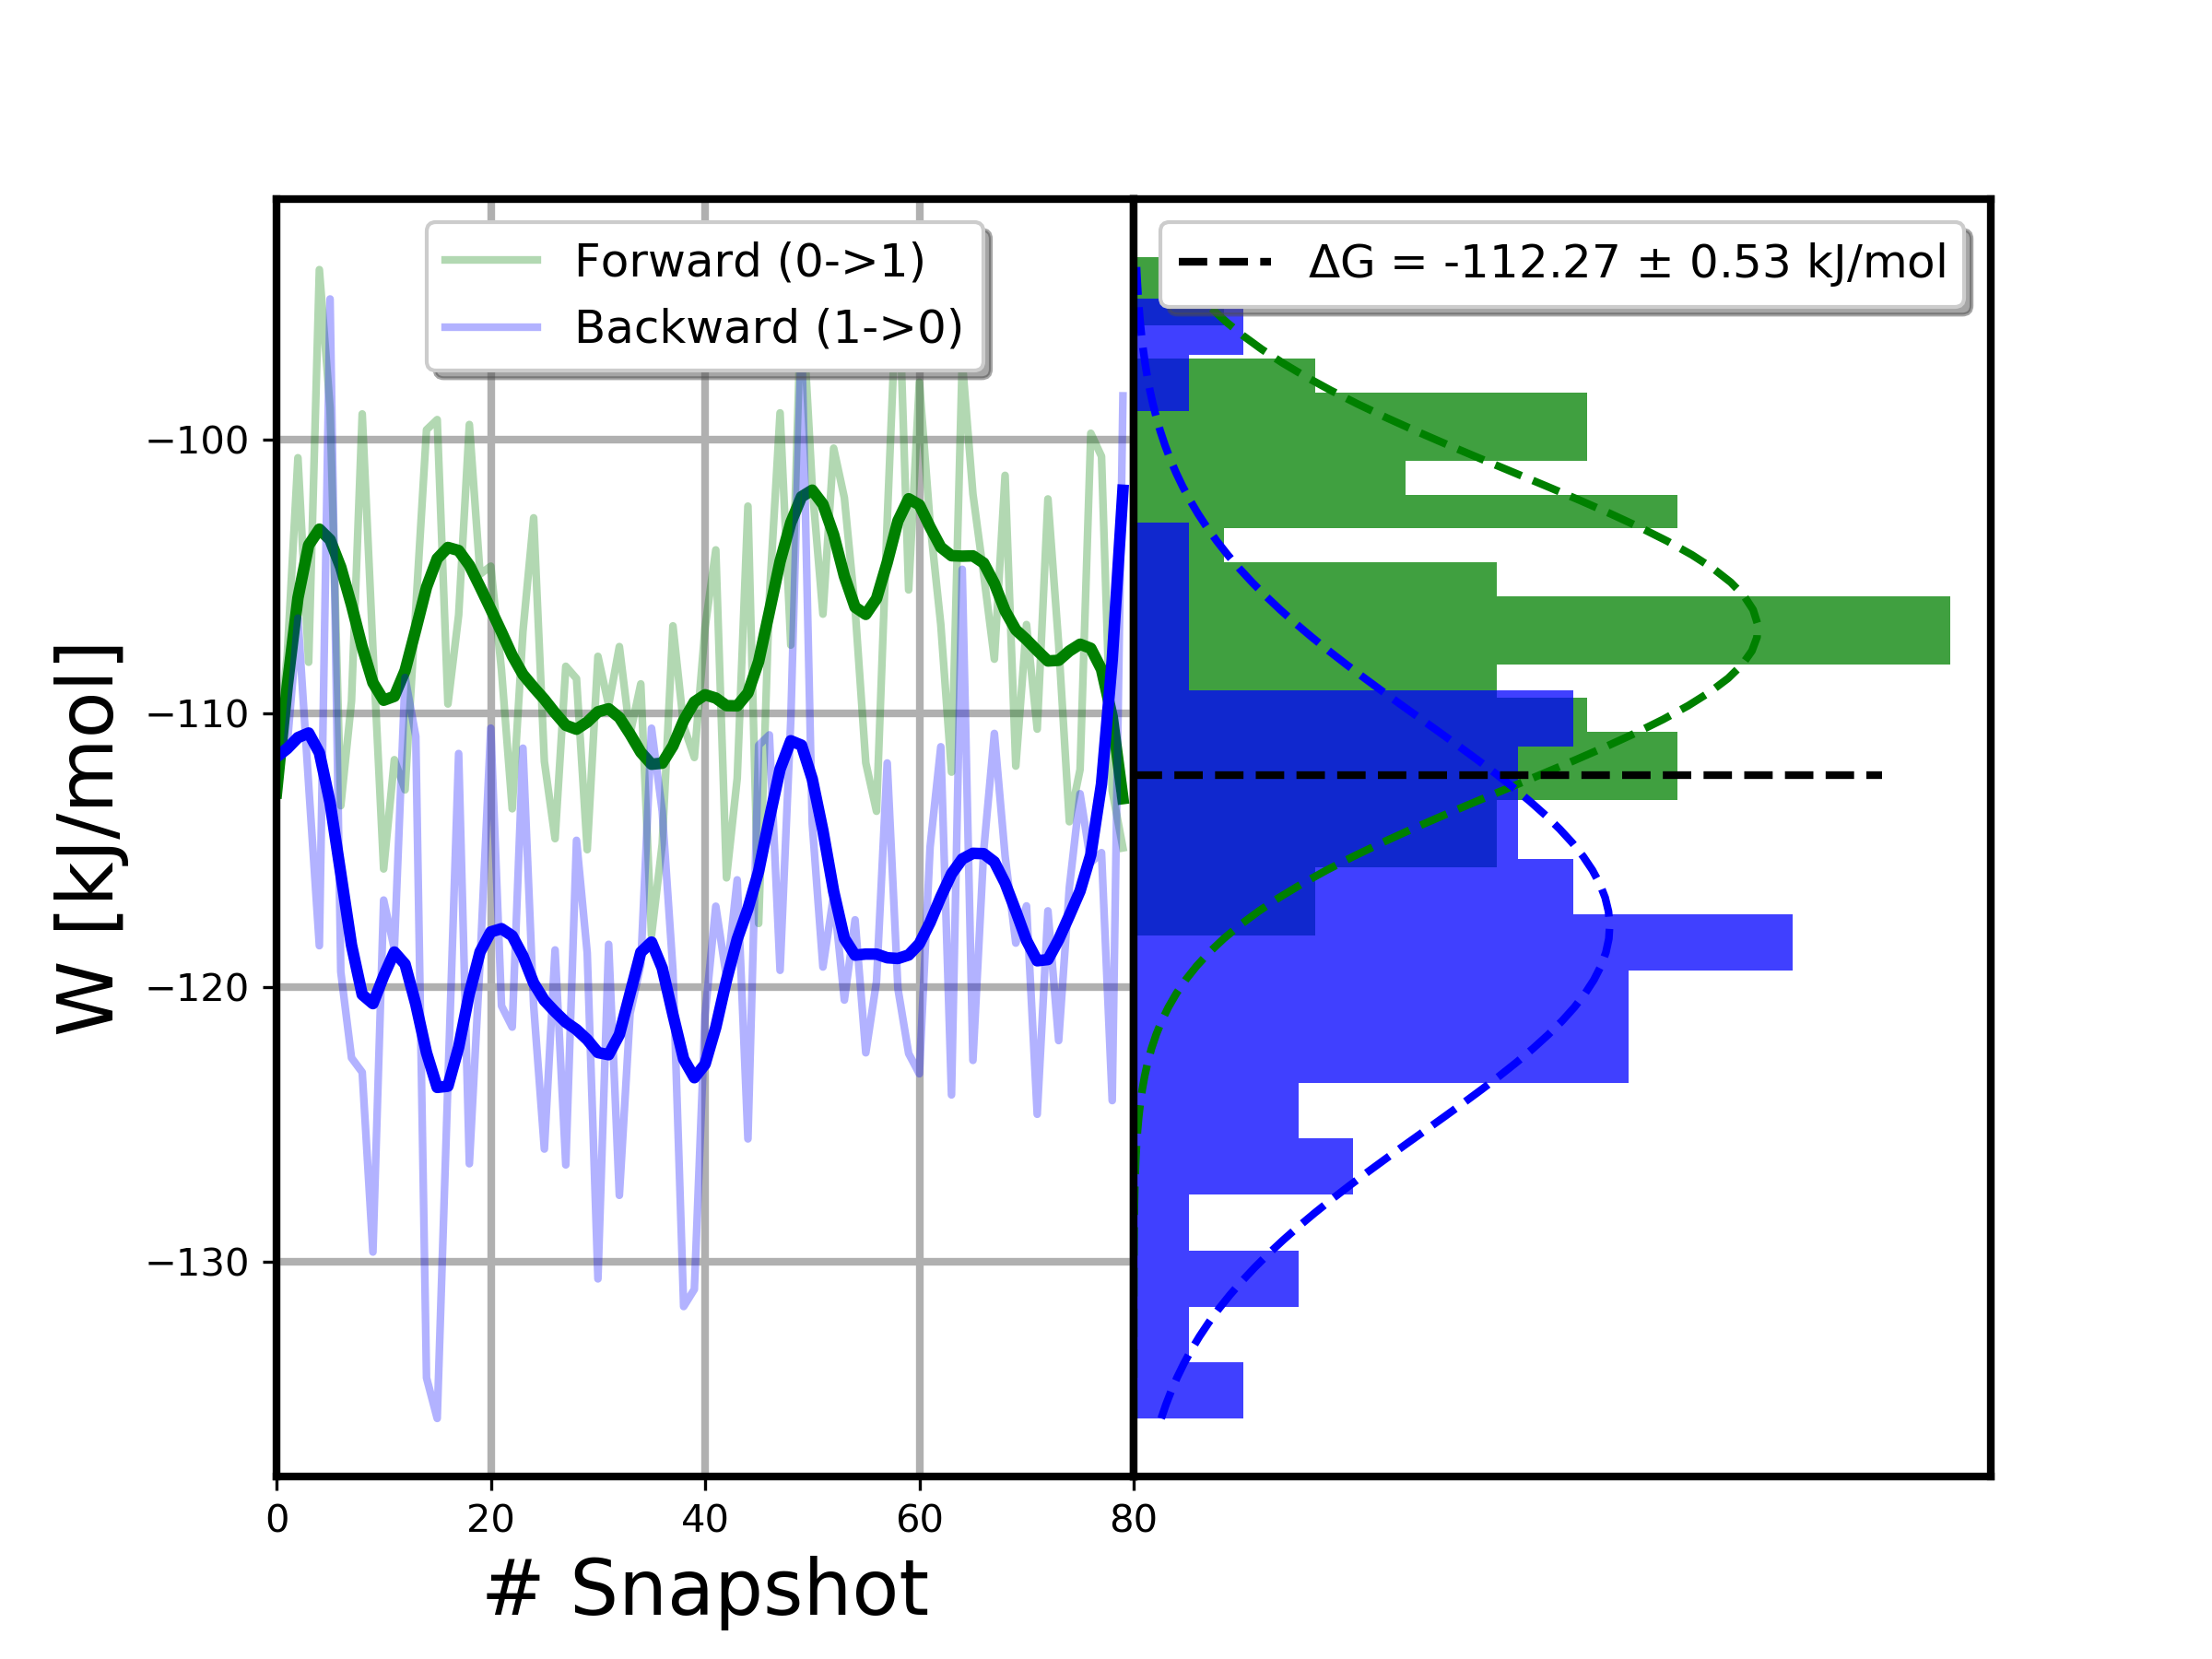 Forward (0->1)
Backward (1->0)
ΔG = -112.27 ± 0.53 kJ/mol
W [kJ/mol]
−100
−110
−120
−130
0 20 40 60 80
# Snapshot